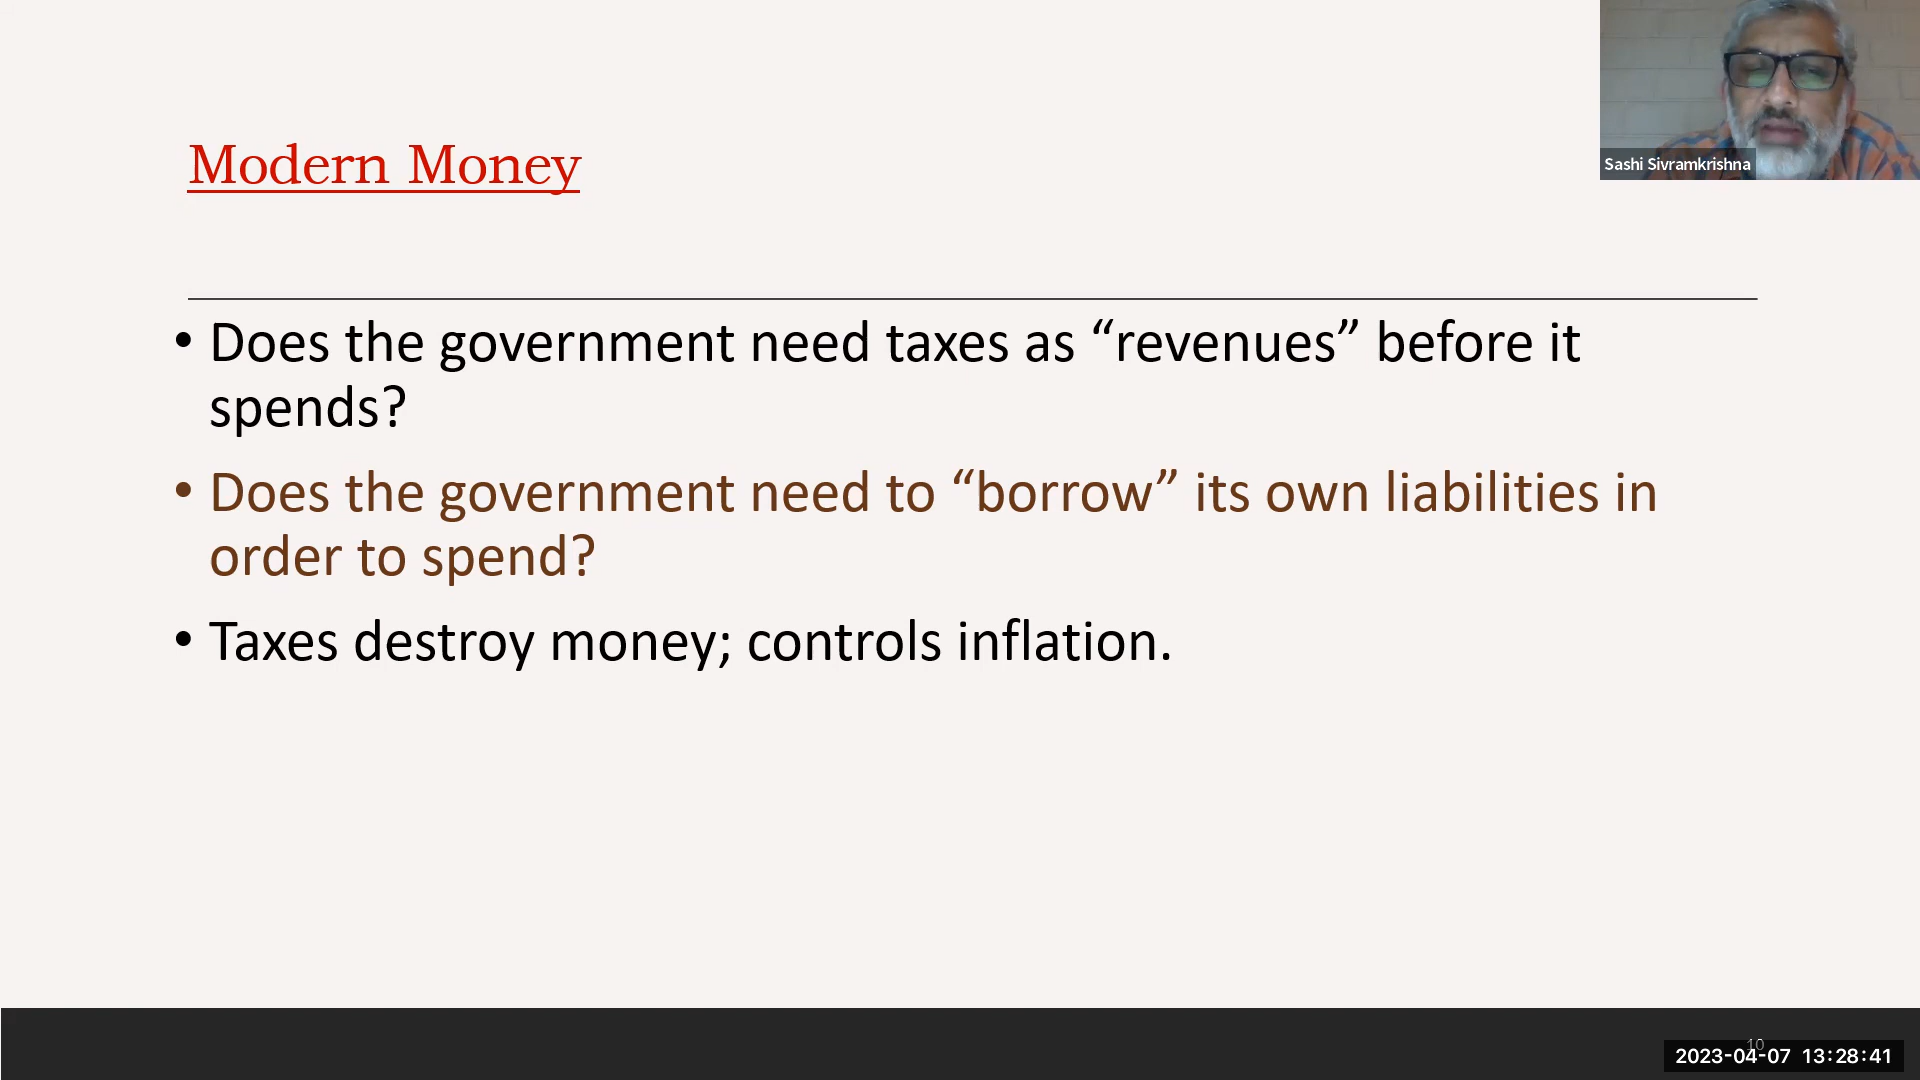 Sashi Sivramkrishna
Modern Money
• Does the government need taxes as “revenues” before it
spends?
• Does the government need to “borrow” its own liabilities in
order to spend?
• Taxes destroy money; controls inflation.
10
2023-04-07 13:28:41